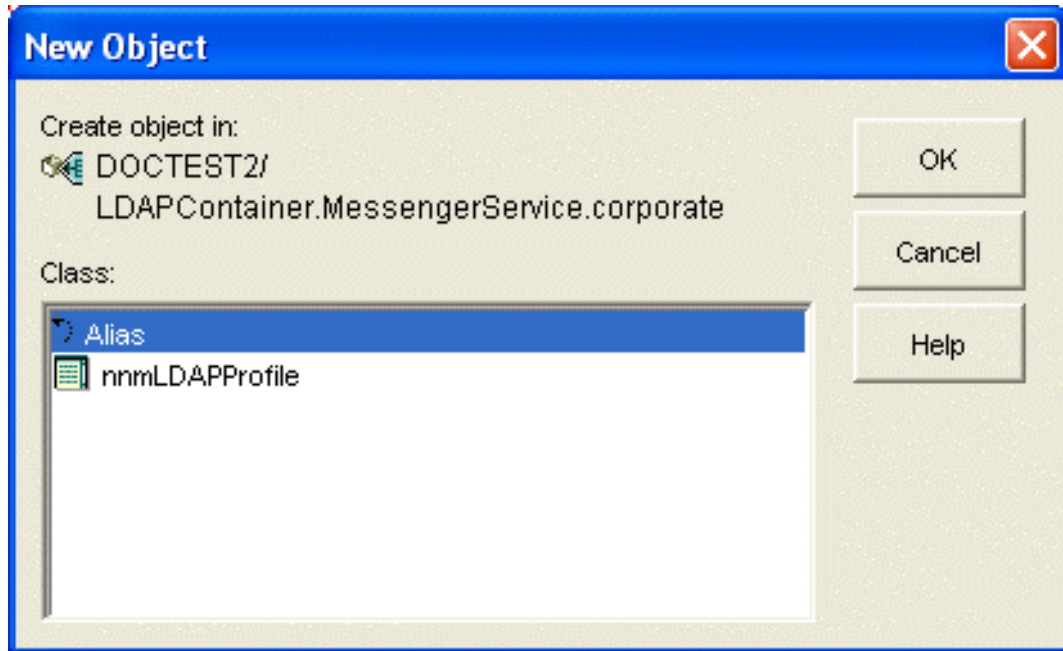 New Object
Create object in:
DOCTEST2/
LDAPContainer.MessengerService.corporate
Class:
Alias
nnmLDAPProfile
OK
Cancel
Help